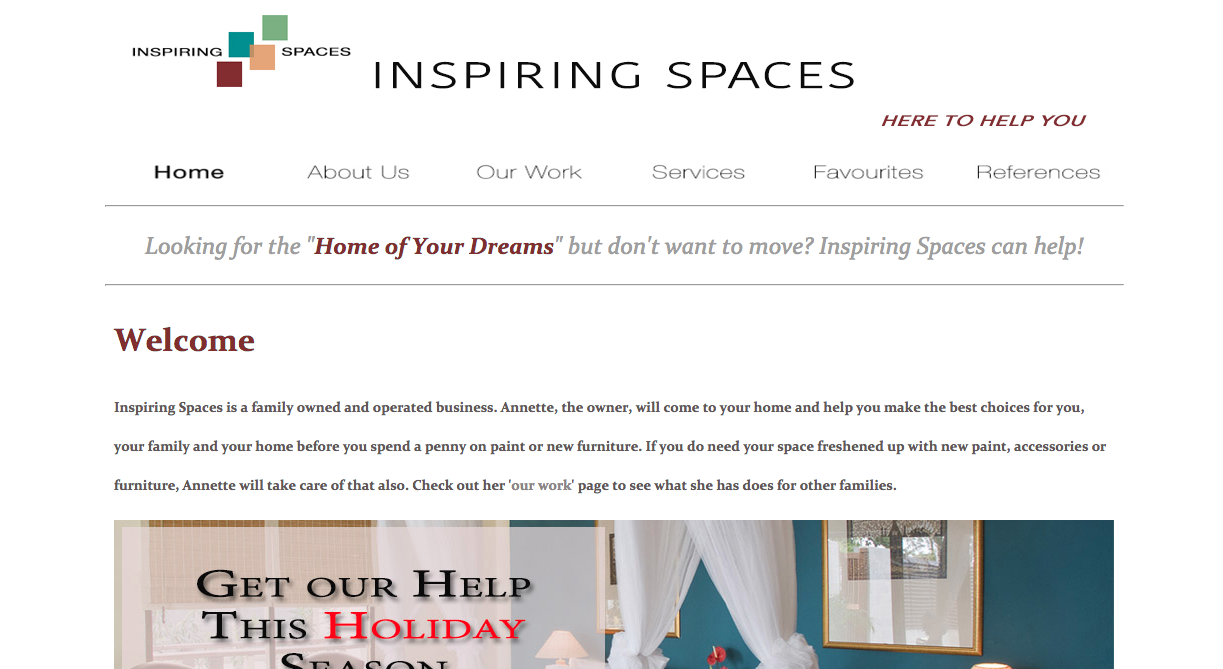 INSPIRING SPACES
INSPIRING SPACES
HERE TO HELP YOU
Home About Us Our Work Services Favourites References
Looking for the "Home of Your Dreams" but don't want to move? Inspiring Spaces can help!
Welcome
Inspiring Spaces is a family owned and operated business. Annette, the owner, will come to your home and help you make the best choices for you,
your family and your home before you spend a penny on paint or new furniture. If you do need your space freshened up with new paint, accessories or
furniture, Annette will take care of that also. Check out her 'our work' page to see what she has does for other families.
Get our Help
This Holiday
Season